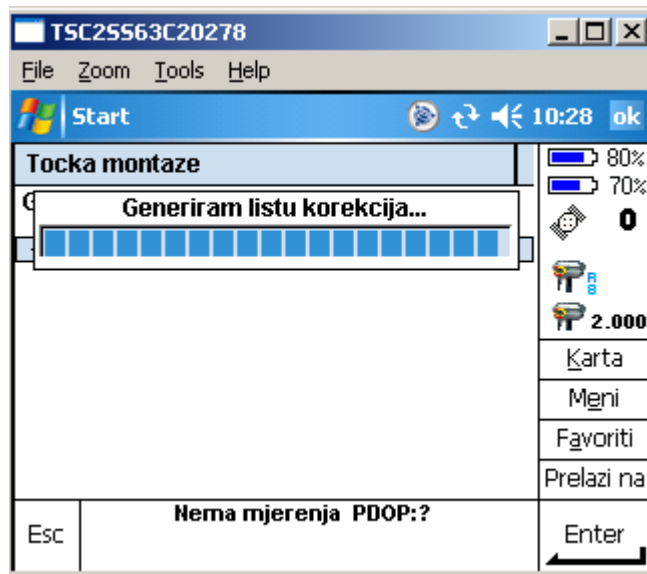 TSC2SS63C20278
File Zoom Tools Help
Start 10:28 ok
Tocka montaze
80%
70%
G
Generiram listu korekcija...
0
R
8
2.000
Karta
Meni
Favoriti
Prelazi na
Nema mjerenja PDOP:?
Esc
Enter